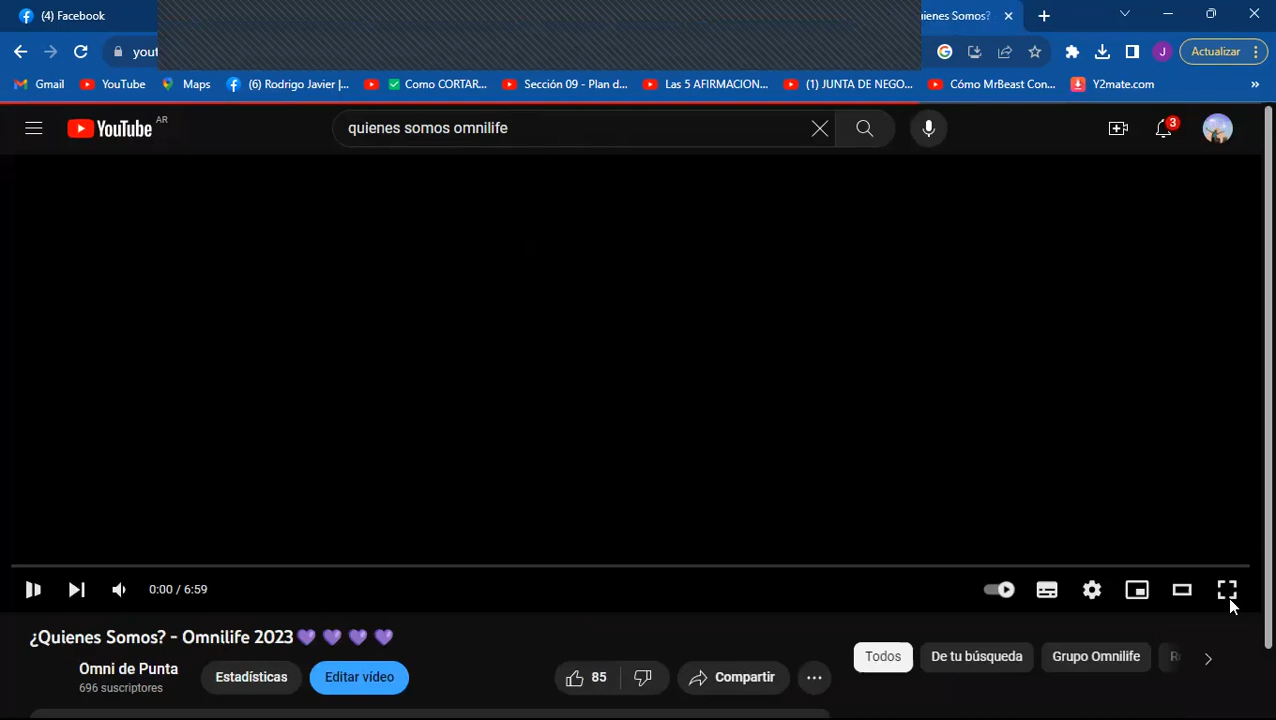 (4) Facebook
uienes Somos?
yout
Actualizar
Gmail YouTube Maps (6) Rodrigo Javier |... ✅ Como CORTAR... Sección 09 - Plan d... Las 5 AFIRMACION... (1) JUNTA DE NEGO... Cómo MrBeast Con... Y2mate.com »
J
YouTube AR
quienes somos omnilife
3
0:00 / 6:59
¿Quienes Somos? - Omnilife 2023💜 💜 💜 💜
Omni de Punta
696 suscriptores
Estadísticas
Editar vídeo
85
Compartir
Todos
De tu búsqueda
Grupo Omnilife